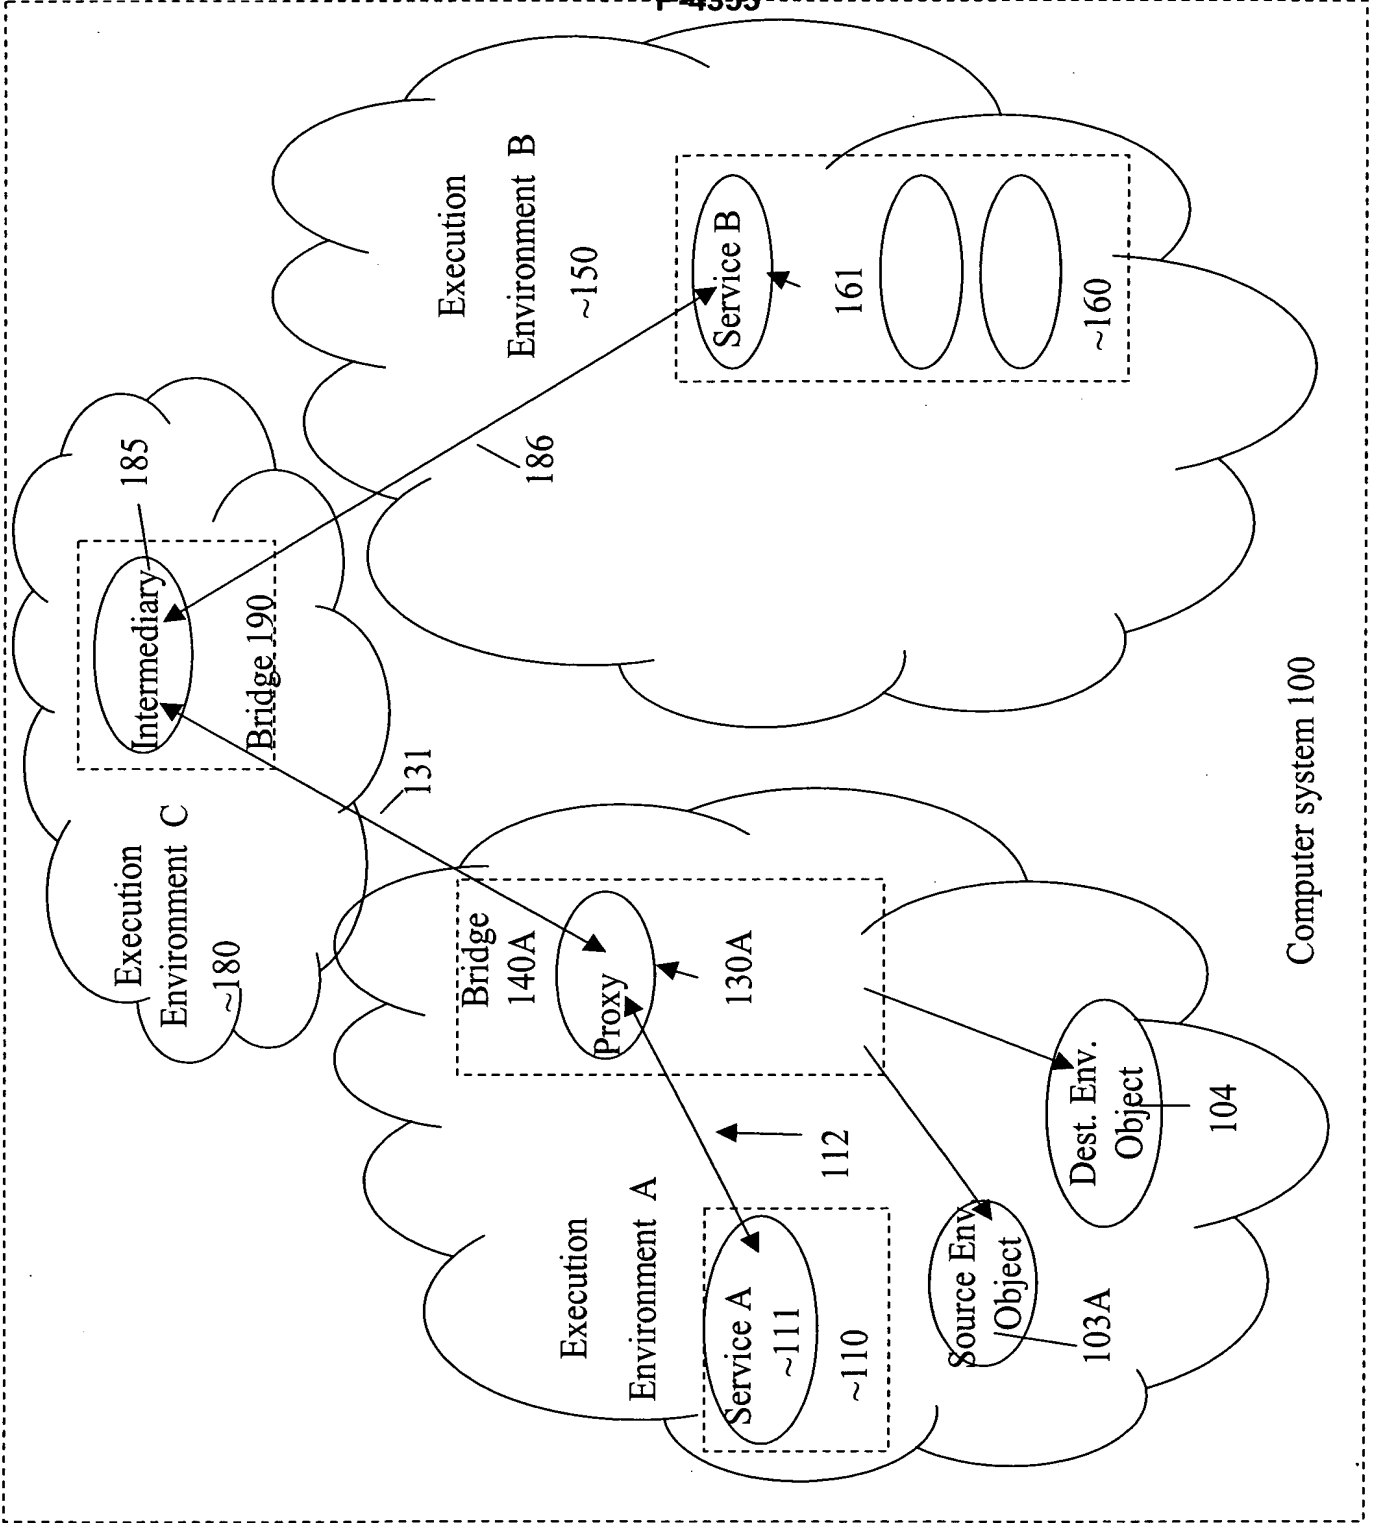 Execution
Environment C
~180
Intermediary
185
Bridge 190
131
186
Execution
Environment B
~150
Service B
161
~160
Execution
Environment A
Service A
~111
~110
112
Bridge
140A
Proxy
130A
Source Env.
Object
103A
Dest. Env.
Object
104
Computer system 100